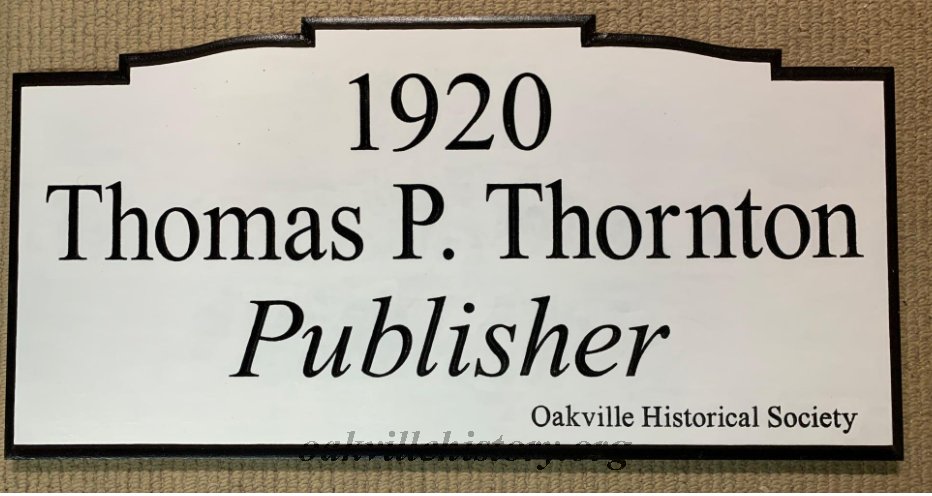 1920
Thomas P. Thornton
Publisher
Oakville Historical Society
oakvillehistory.org